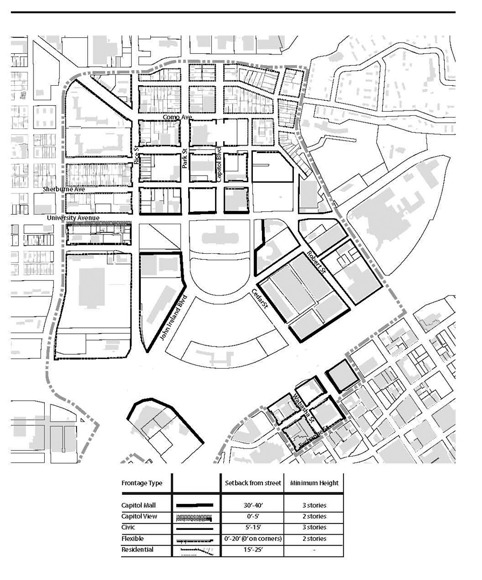 Como Ave.
Rice St
Park St
Capitol Blvd
Sherburne Ave
University Avenue
Robert St
Cedar St
John Ireland Blvd
Frontage Type Setback from street Minimum Height
Capitol Mall 30'-40' 3 stories
Capitol View 0'-5' 2 stories
Civic 5'-15' 3 stories
Flexible 0'-20' (0' on corners) 2 stories
Residential 15'-25' -